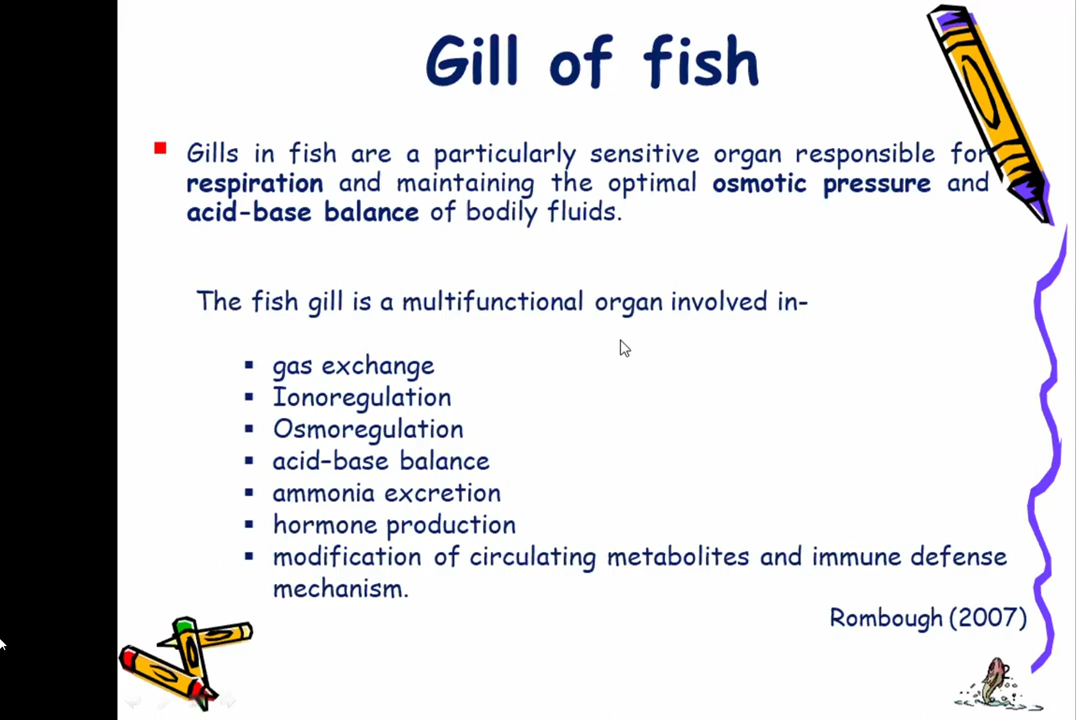 Gill of fish
Gills in fish are a particularly sensitive organ responsible for
respiration and maintaining the optimal osmotic pressure and
acid-base balance of bodily fluids.
The fish gill is a multifunctional organ involved in-
▪ gas exchange
▪ Ionoregulation
▪ Osmoregulation
▪ acid–base balance
▪ ammonia excretion
▪ hormone production
▪ modification of circulating metabolites and immune defense
mechanism.
Rombough (2007)